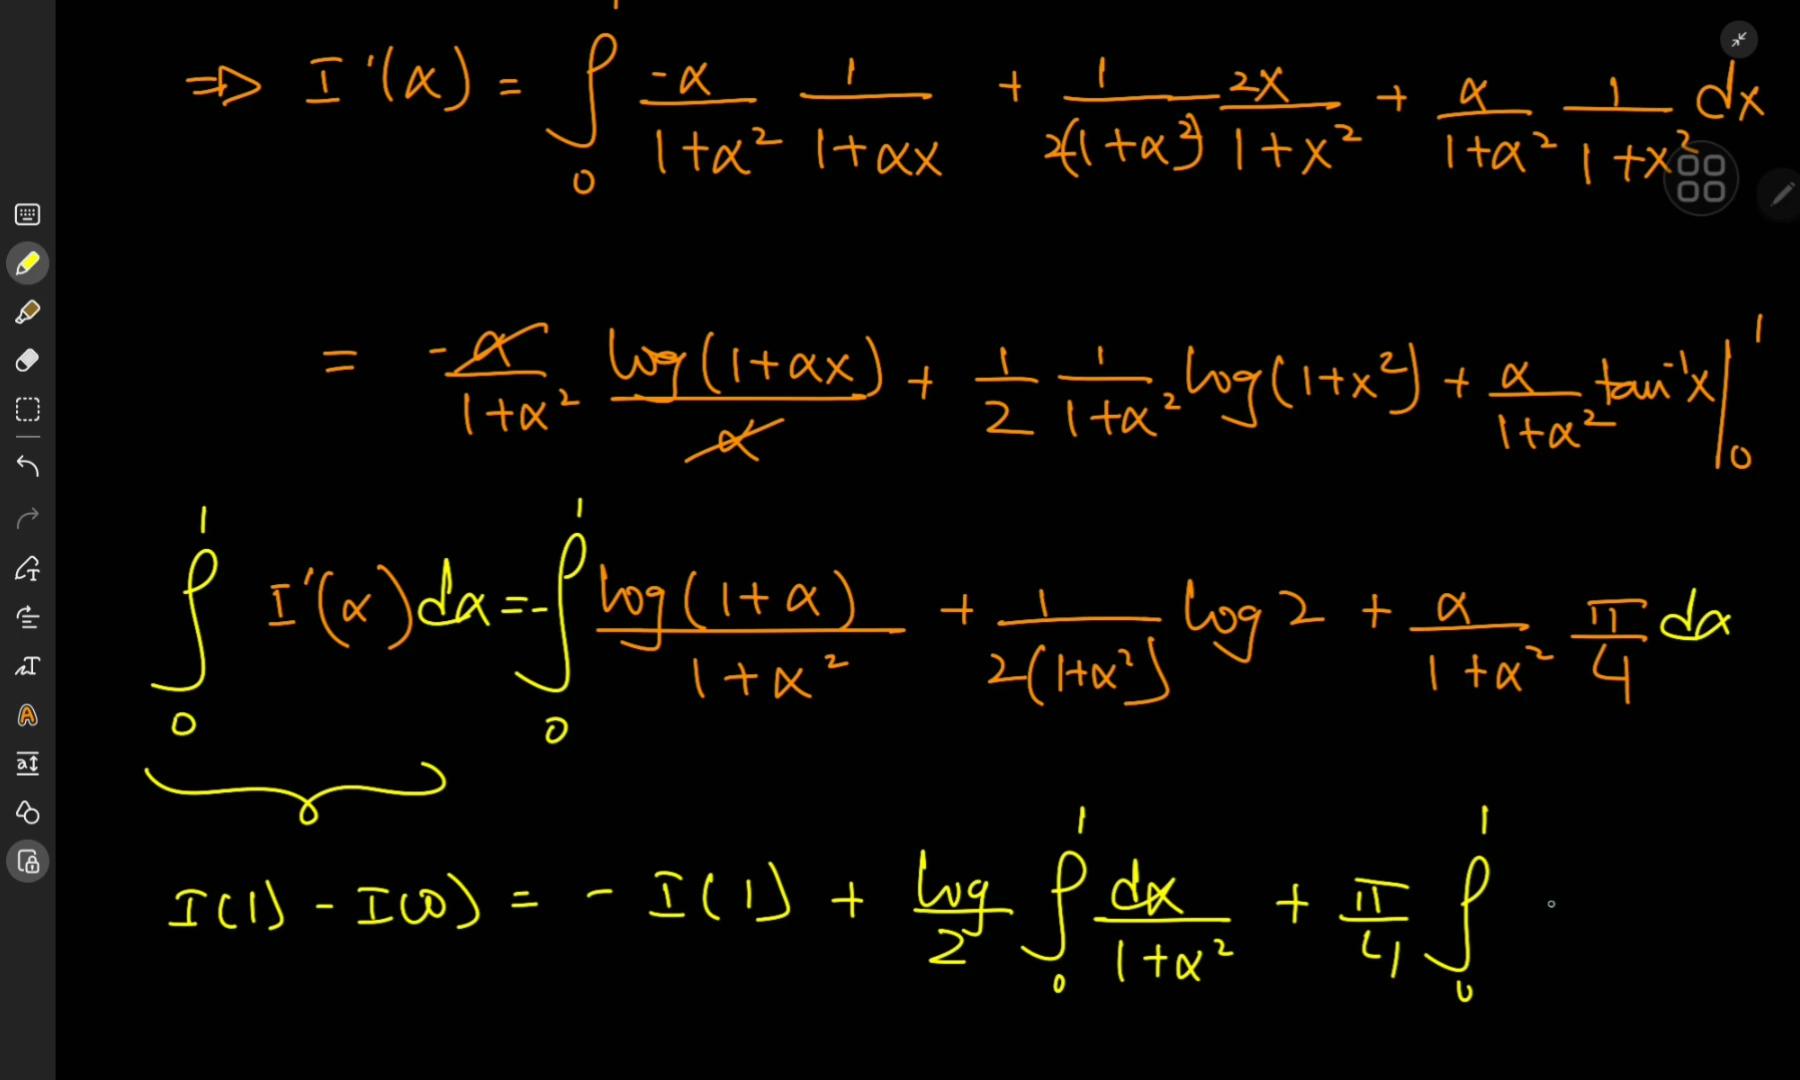 ⇒ I'(α) = ∫₀¹ -α/(1+α²) 1/(1+αx) + 1/(2(1+α²)) 2x/(1+x²) + α/(1+α²) 1/(1+x²) dx
= -α/(1+α²) log(1+αx)/α + 1/2 1/(1+α²) log(1+x²) + α/(1+α²) tan⁻¹x |₀¹
∫₀¹ I'(α) dα = -∫₀¹ log(1+α)/(1+α²) + 1/(2(1+α²)) log 2 + α/(1+α²) π/4 dα
I(1) - I(0) = - I(1) + log/2 ∫₀¹ dα/(1+α²) + π/4 ∫₀¹